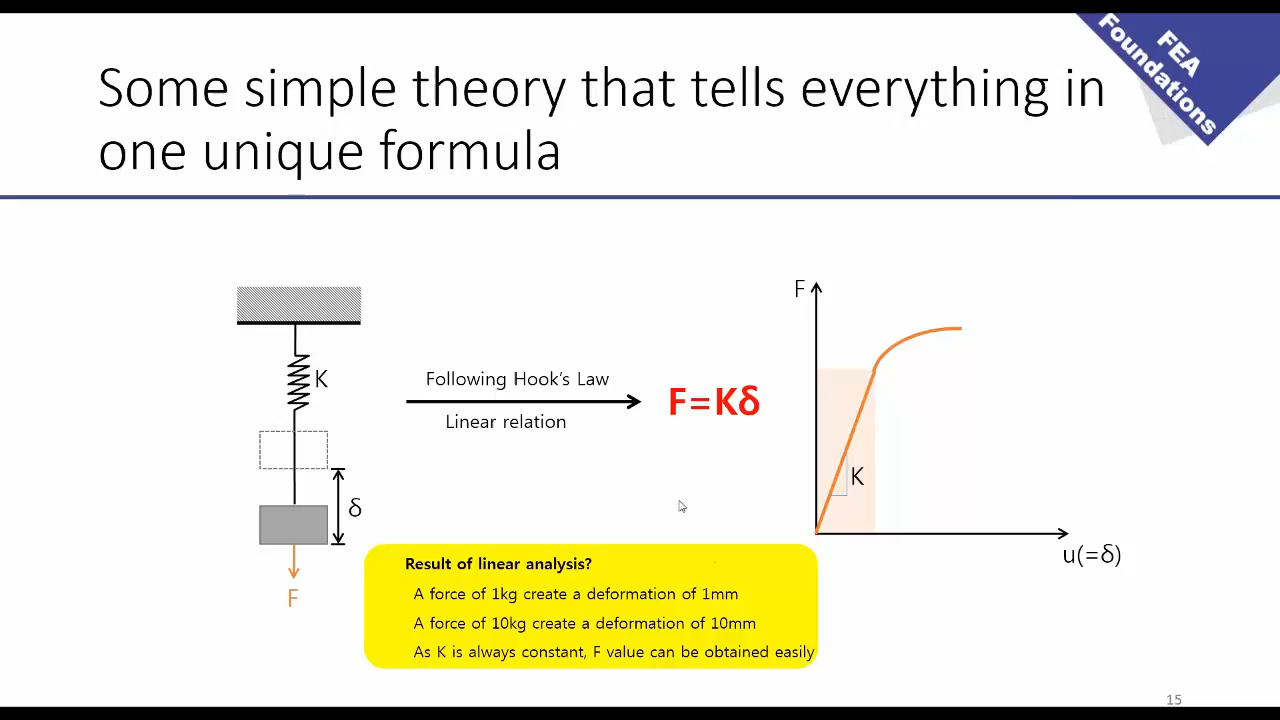 Some simple theory that tells everything in
one unique formula
FEA
Foundations
K
δ
F
Following Hook's Law
Linear relation
F=Kδ
F
K
u(=δ)
Result of linear analysis?
A force of 1kg create a deformation of 1mm
A force of 10kg create a deformation of 10mm
As K is always constant, F value can be obtained easily
15